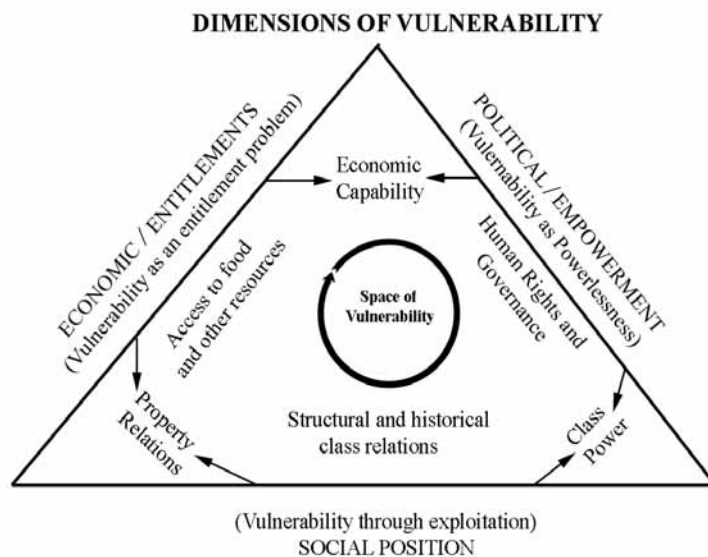 DIMENSIONS OF VULNERABILITY
ECONOMIC / ENTITLEMENTS
(Vulnerability as an entitlement problem)
POLITICAL / EMPOWERMENT
(Vulernability as Powerlessness)
Economic
Capability
Access to food
and other resources
Human Rights and
Governance
Space of
Vulnerability
Property
Relations
Structural and historical
class relations
Class
Power
(Vulnerability through exploitation)
SOCIAL POSITION